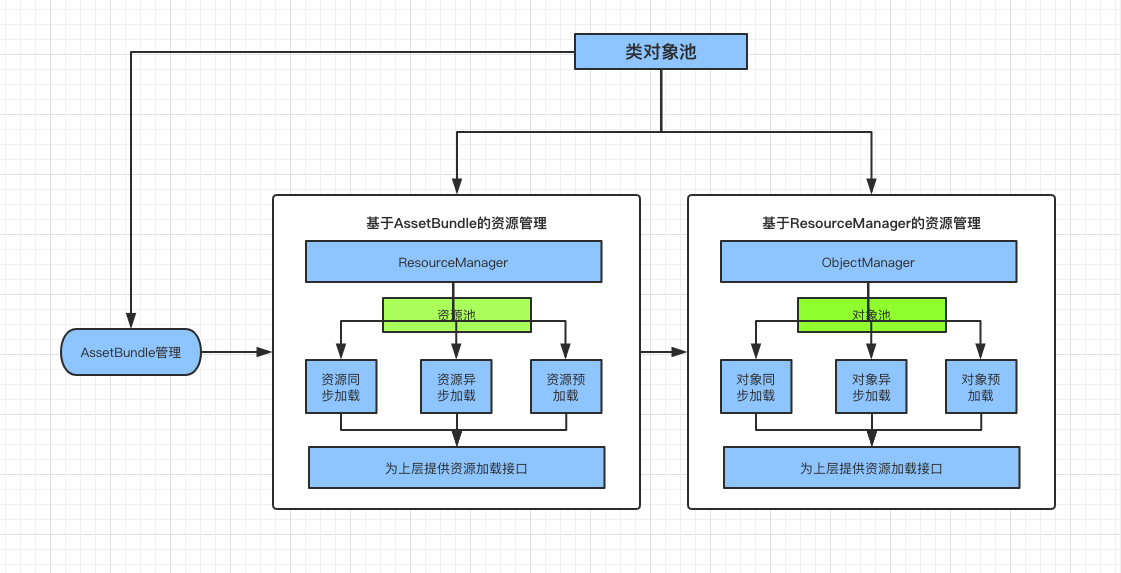 类对象池
基于AssetBundle的资源管理
ResourceManager
资源池
资源同
步加载
资源异
步加载
资源预
加载
为上层提供资源加载接口
基于ResourceManager的资源管理
ObjectManager
对象池
对象同
步加载
对象异
步加载
对象预
加载
为上层提供资源加载接口
AssetBundle管理